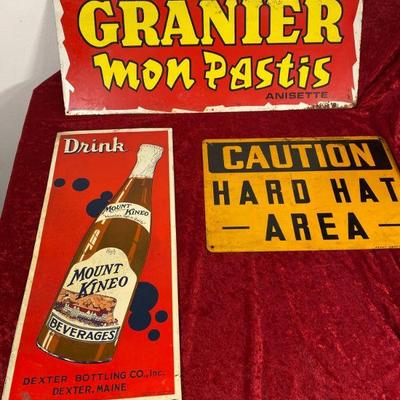 GRANIER
mon Pastis
ANISETTE
Drink
MOUNT KINEO
MOUNT
KINEO
BEVERAGES
DEXTER BOTTLING CO., Inc.
DEXTER, MAINE
CAUTION
HARD HAT
- AREA -